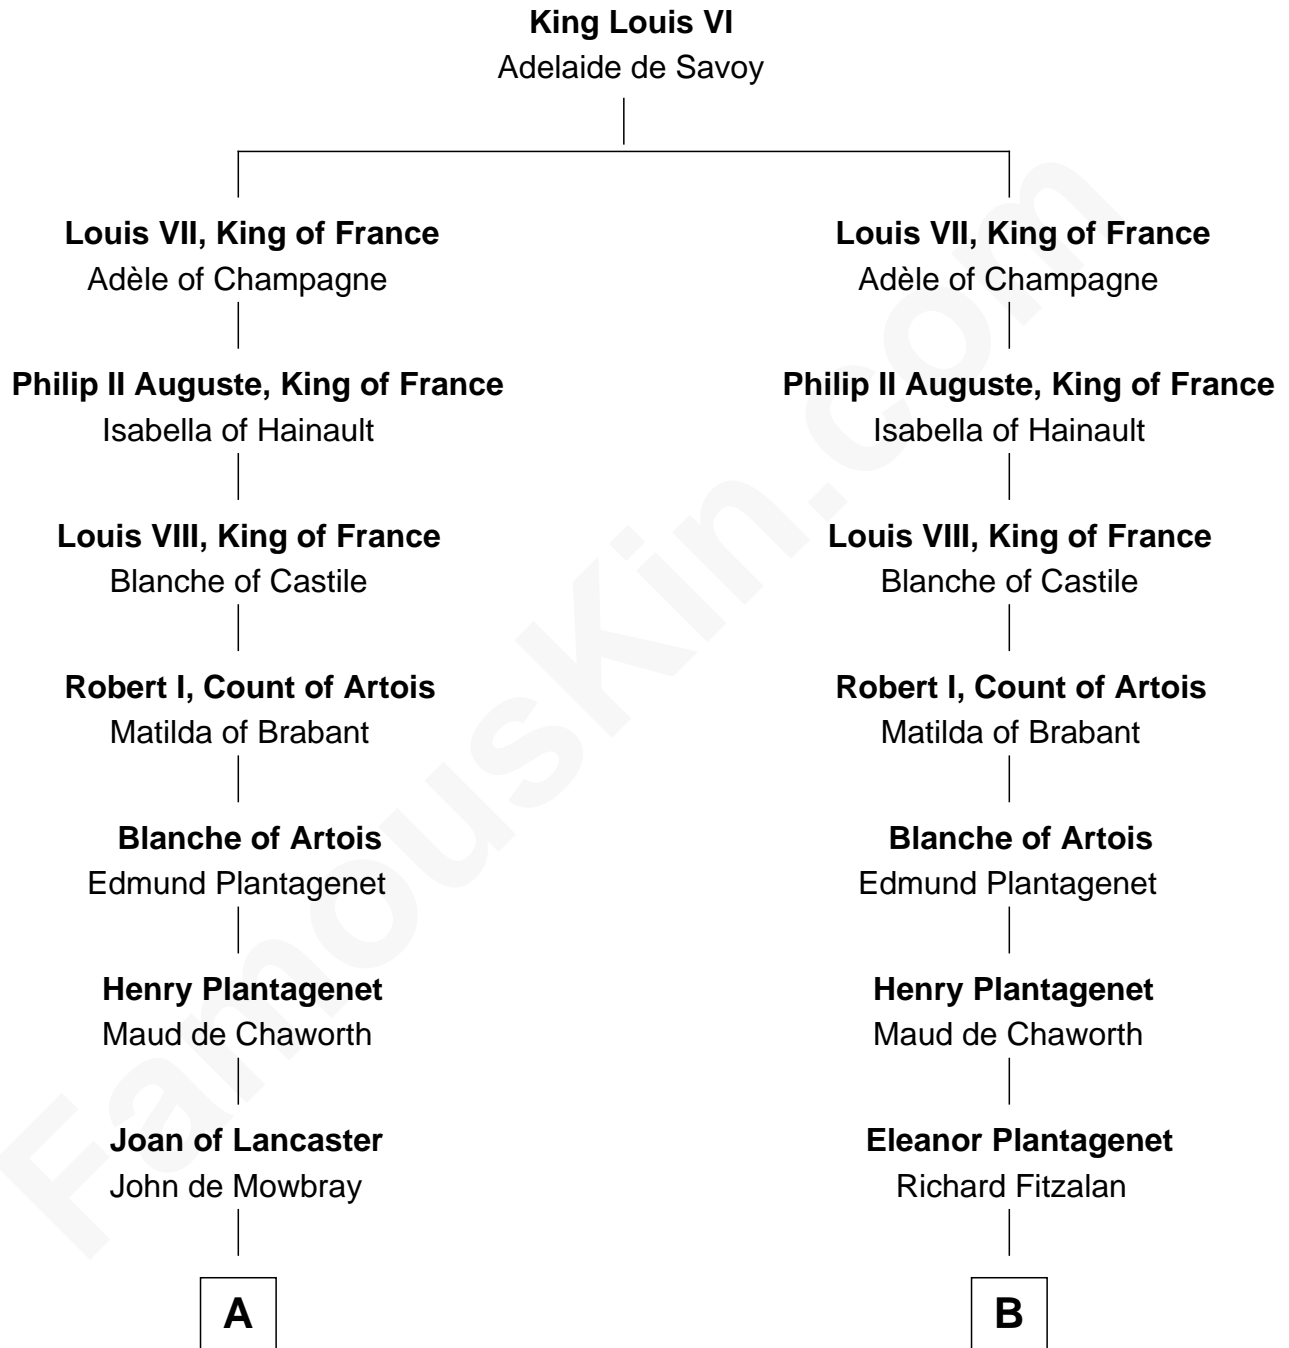 King Louis VI
Adelaide de Savoy
Louis VII, King of France
Adèle of Champagne
Philip II Auguste, King of France
Isabella of Hainault
Louis VIII, King of France
Blanche of Castile
Robert I, Count of Artois
Matilda of Brabant
Blanche of Artois
Edmund Plantagenet
Henry Plantagenet
Maud de Chaworth
Joan of Lancaster
John de Mowbray
A
Louis VII, King of France
Adèle of Champagne
Philip II Auguste, King of France
Isabella of Hainault
Louis VIII, King of France
Blanche of Castile
Robert I, Count of Artois
Matilda of Brabant
Blanche of Artois
Edmund Plantagenet
Henry Plantagenet
Maud de Chaworth
Eleanor Plantagenet
Richard Fitzalan
B
FamousKin.com